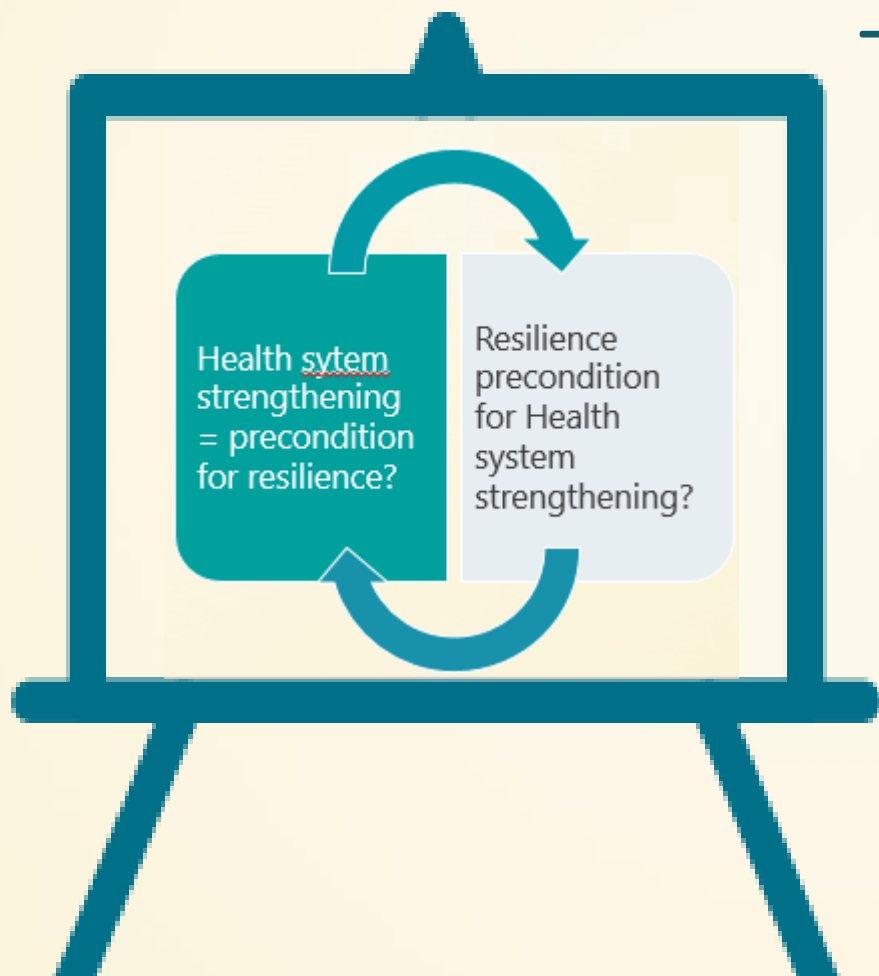 Health sytem
strengthening
= precondition
for resilience?
Resilience
precondition
for Health
system
strengthening?